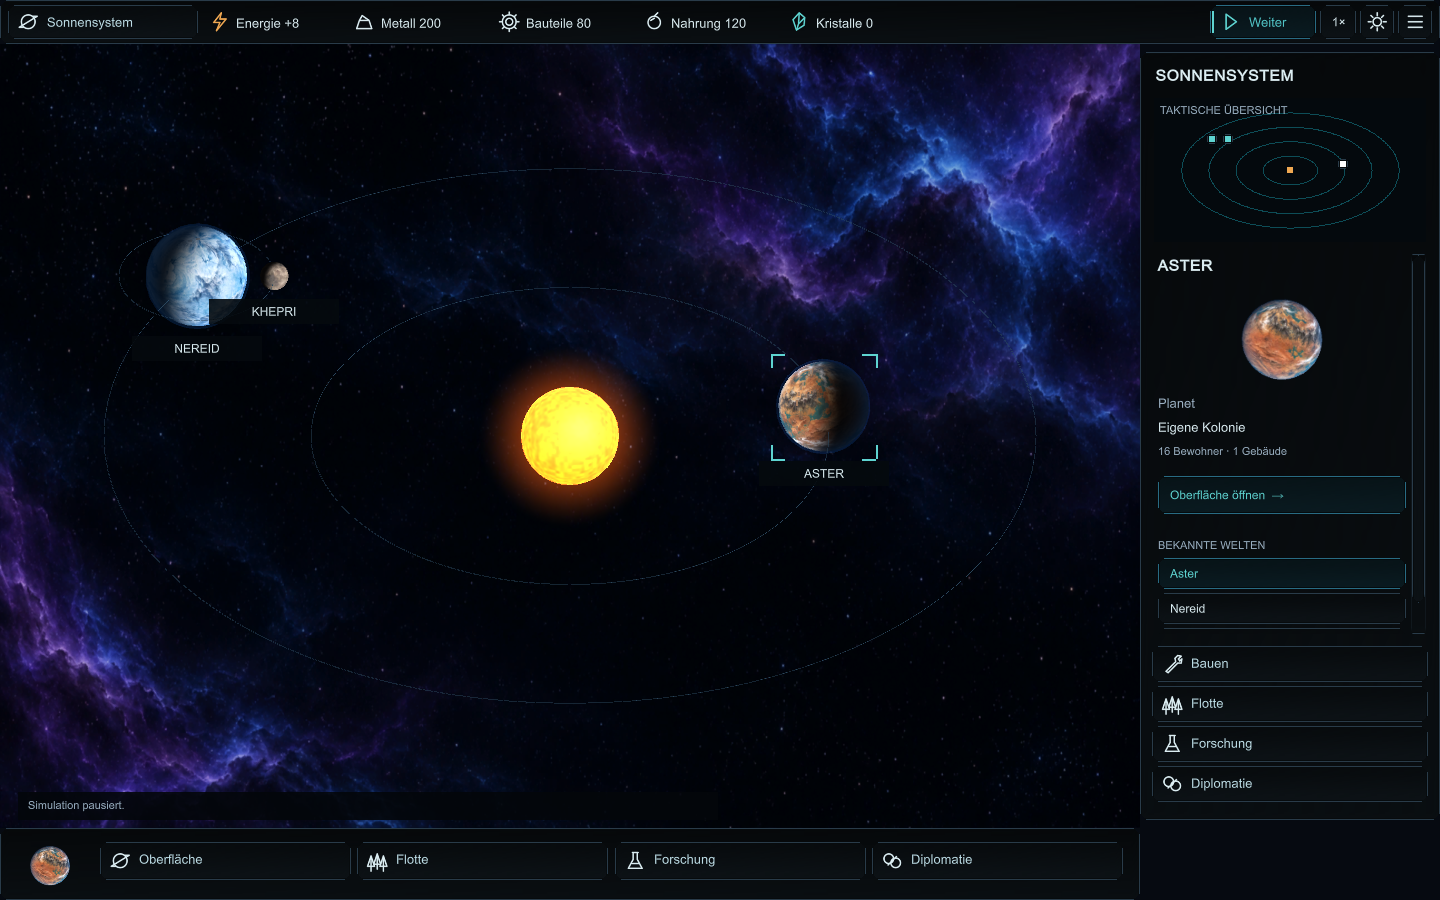 Sonnensystem
Energie +8
Metall 200
Bauteile 80
Nahrung 120
Kristalle 0
Weiter
1×
SONNENSYSTEM
TAKTISCHE ÜBERSICHT
KHEPRI
NEREID
ASTER
ASTER
Planet
Eigene Kolonie
16 Bewohner · 1 Gebäude
Oberfläche öffnen →
BEKANNTE WELTEN
Aster
Nereid
Bauen
Flotte
Forschung
Diplomatie
Simulation pausiert.
Oberfläche
Flotte
Forschung
Diplomatie